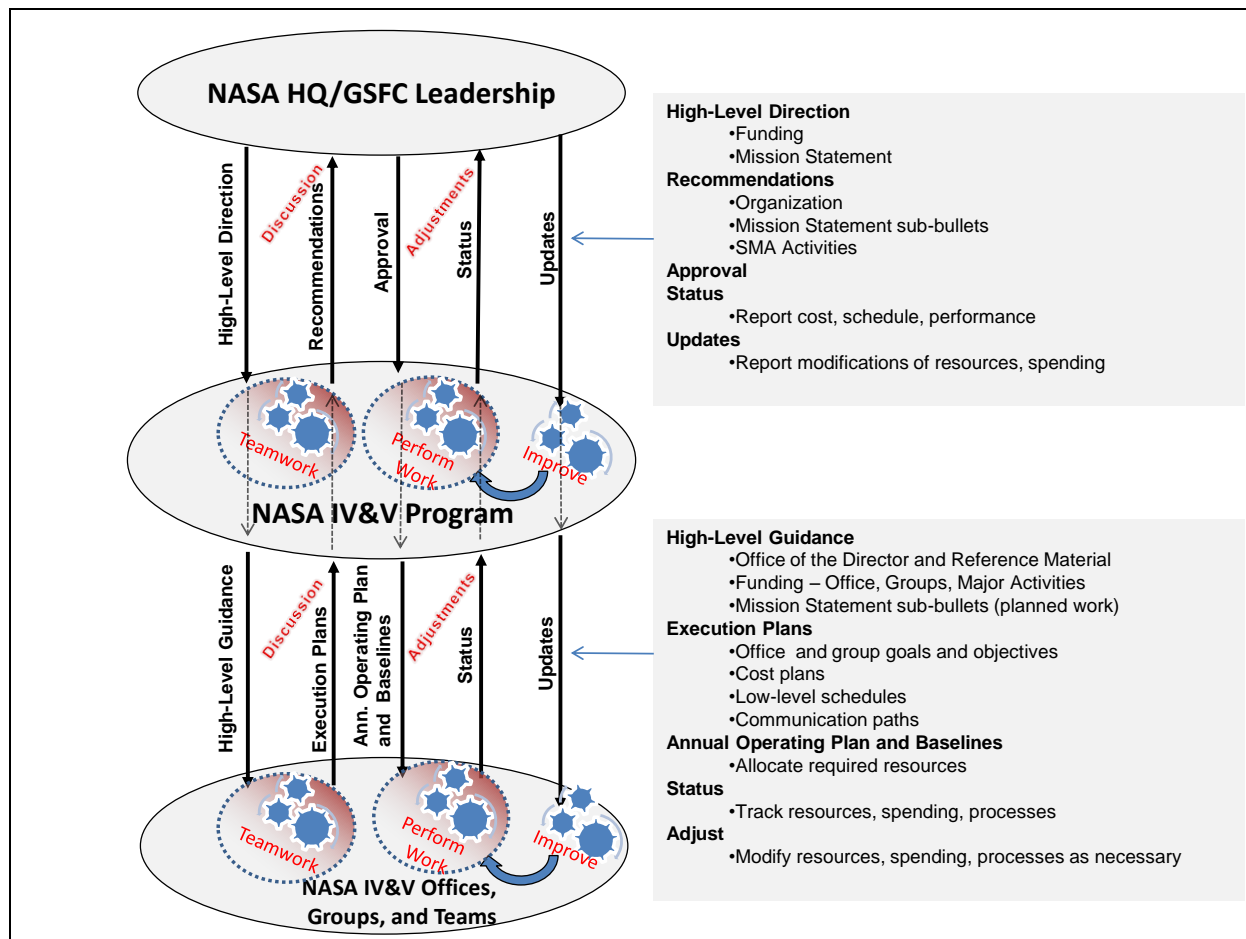 NASA HQ/GSFC Leadership
High-Level Direction
Discussion
Recommendations
Approval
Adjustments
Status
Updates
High-Level Direction
•Funding
•Mission Statement
Recommendations
•Organization
•Mission Statement sub-bullets
•SMA Activities
Approval
Status
•Report cost, schedule, performance
Updates
•Report modifications of resources, spending
Teamwork
Perform
Work
Improve
NASA IV&V Program
High-Level Guidance
Discussion
Execution Plans
Ann. Operating Plan
and Baselines
Adjustments
Status
Updates
High-Level Guidance
•Office of the Director and Reference Material
•Funding – Office, Groups, Major Activities
•Mission Statement sub-bullets (planned work)
Execution Plans
•Office  and group goals and objectives
•Cost plans
•Low-level schedules
•Communication paths
Annual Operating Plan and Baselines
•Allocate required resources
Status
•Track resources, spending, processes
Adjust
•Modify resources, spending, processes as necessary
Teamwork
Perform
Work
Improve
NASA IV&V Offices,
Groups, and Teams